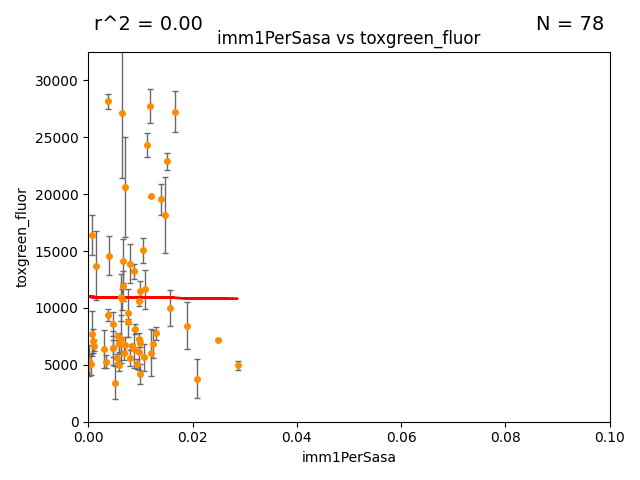 r^2 = 0.00
N = 78
imm1PerSasa vs toxgreen_fluor
30000
25000
20000
15000
10000
5000
0
toxgreen_fluor
0.00
0.02
0.04
0.06
0.08
0.10
imm1PerSasa